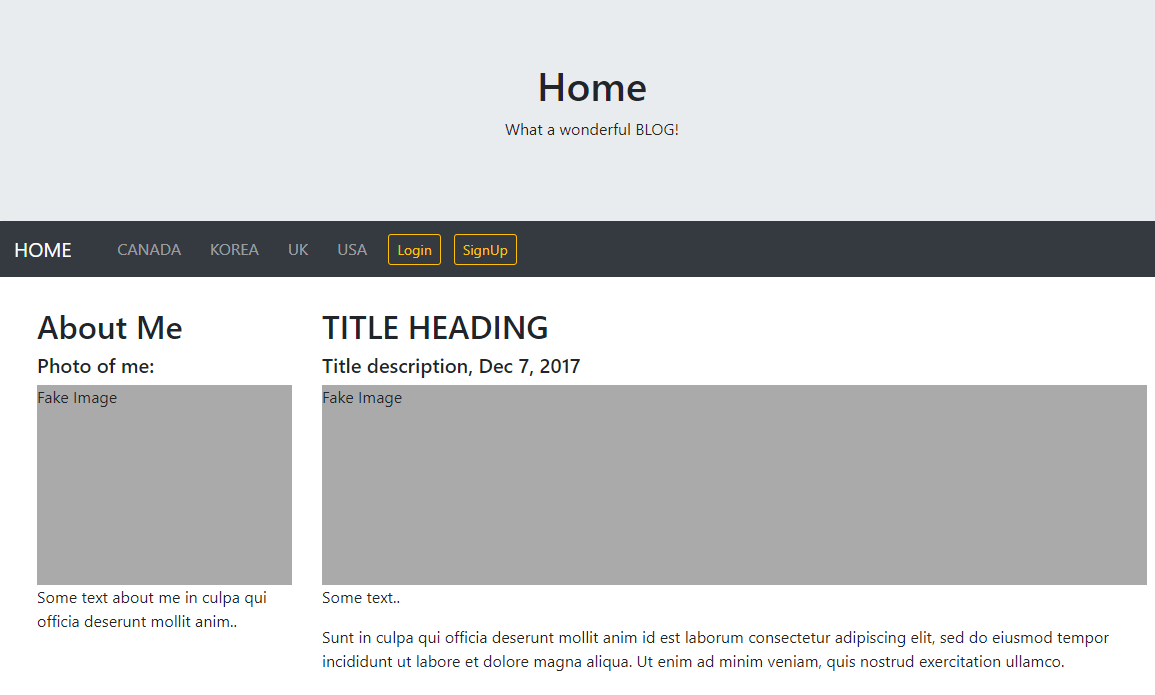 Home
What a wonderful BLOG!
HOME CANADA KOREA UK USA Login SignUp
About Me
Photo of me:
Fake Image
Some text about me in culpa qui
officia deserunt mollit anim..
TITLE HEADING
Title description, Dec 7, 2017
Fake Image
Some text..
Sunt in culpa qui officia deserunt mollit anim id est laborum consectetur adipiscing elit, sed do eiusmod tempor
incididunt ut labore et dolore magna aliqua. Ut enim ad minim veniam, quis nostrud exercitation ullamco.